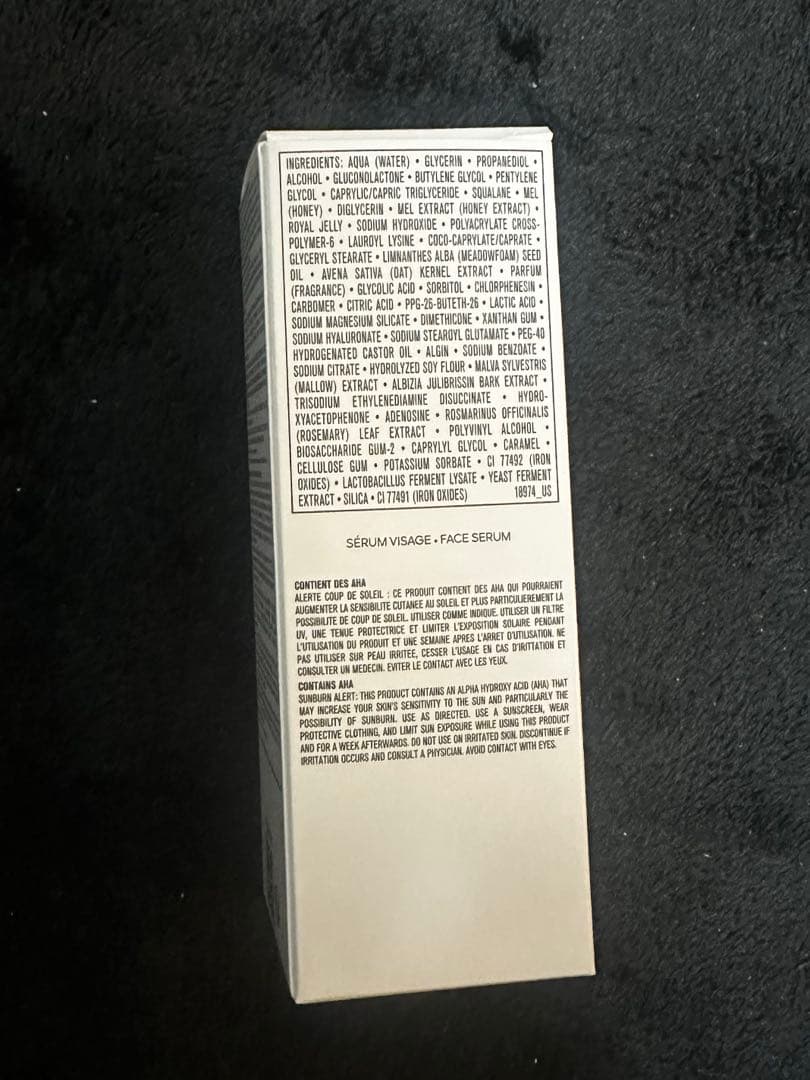 INGREDIENTS: AQUA (WATER) • GLYCERIN • PROPANEDIOL •
ALCOHOL • GLUCONOLACTONE • BUTYLENE GLYCOL • PENTYLENE
GLYCOL • CAPRYLIC/CAPRIC TRIGLYCERIDE • SQUALANE • MEL
(HONEY) • DIGLYCERIN • MEL EXTRACT (HONEY EXTRACT) •
ROYAL JELLY • SODIUM HYDROXIDE • POLYACRYLATE CROSS-
POLYMER-6 • LAUROYL LYSINE • COCO-CAPRYLATE/CAPRATE •
GLYCERYL STEARATE • LIMNANTHES ALBA (MEADOWFOAM) SEED
OIL • AVENA SATIVA (OAT) KERNEL EXTRACT • PARFUM
(FRAGRANCE) • GLYCOLIC ACID • SORBITOL • CHLORPHENESIN •
CARBOMER • CITRIC ACID • PPG-26-BUTETH-26 • LACTIC ACID •
SODIUM MAGNESIUM SILICATE • DIMETHICONE • XANTHAN GUM •
SODIUM HYALURONATE • SODIUM STEAROYL GLUTAMATE • PEG-40
HYDROGENATED CASTOR OIL • ALGIN • SODIUM BENZOATE •
SODIUM CITRATE • HYDROLYZED SOY FLOUR • MALVA SYLVESTRIS
(MALLOW) EXTRACT • ALBIZIA JULIBRISSIN BARK EXTRACT •
TRISODIUM ETHYLENEDIAMINE DISUCCINATE • HYDRO-
XYACETOPHENONE • ADENOSINE • ROSMARINUS OFFICINALIS
(ROSEMARY) LEAF EXTRACT • POLYVINYL ALCOHOL •
BIOSACCHARIDE GUM-2 • CAPRYLYL GLYCOL • CARAMEL •
CELLULOSE GUM • POTASSIUM SORBATE • CI 77492 (IRON
OXIDES) • LACTOBACILLUS FERMENT LYSATE • YEAST FERMENT
EXTRACT • SILICA • CI 77491 (IRON OXIDES) 18974_US
SÉRUM VISAGE • FACE SERUM
CONTIENT DES AHA
ALERTE COUP DE SOLEIL : CE PRODUIT CONTIENT DES AHA QUI POURRAIENT
AUGMENTER LA SENSIBILITE CUTANEE AU SOLEIL ET PLUS PARTICULIEREMENT LA
POSSIBILITE DE COUP DE SOLEIL. UTILISER COMME INDIQUE. UTILISER UN FILTRE
UV, UNE TENUE PROTECTRICE ET LIMITER L'EXPOSITION SOLAIRE PENDANT
L'UTILISATION DU PRODUIT ET UNE SEMAINE APRES L'ARRET D'UTILISATION. NE
PAS UTILISER SUR PEAU IRRITEE, CESSER L'USAGE EN CAS D'IRRITATION ET
CONSULTER UN MEDECIN. EVITER LE CONTACT AVEC LES YEUX.
CONTAINS AHA
SUNBURN ALERT: THIS PRODUCT CONTAINS AN ALPHA HYDROXY ACID (AHA) THAT
MAY INCREASE YOUR SKIN'S SENSITIVITY TO THE SUN AND PARTICULARLY THE
POSSIBILITY OF SUNBURN. USE AS DIRECTED. USE A SUNSCREEN, WEAR
PROTECTIVE CLOTHING, AND LIMIT SUN EXPOSURE WHILE USING THIS PRODUCT
AND FOR A WEEK AFTERWARDS. DO NOT USE ON IRRITATED SKIN. DISCONTINUE IF
IRRITATION OCCURS AND CONSULT A PHYSICIAN. AVOID CONTACT WITH EYES.